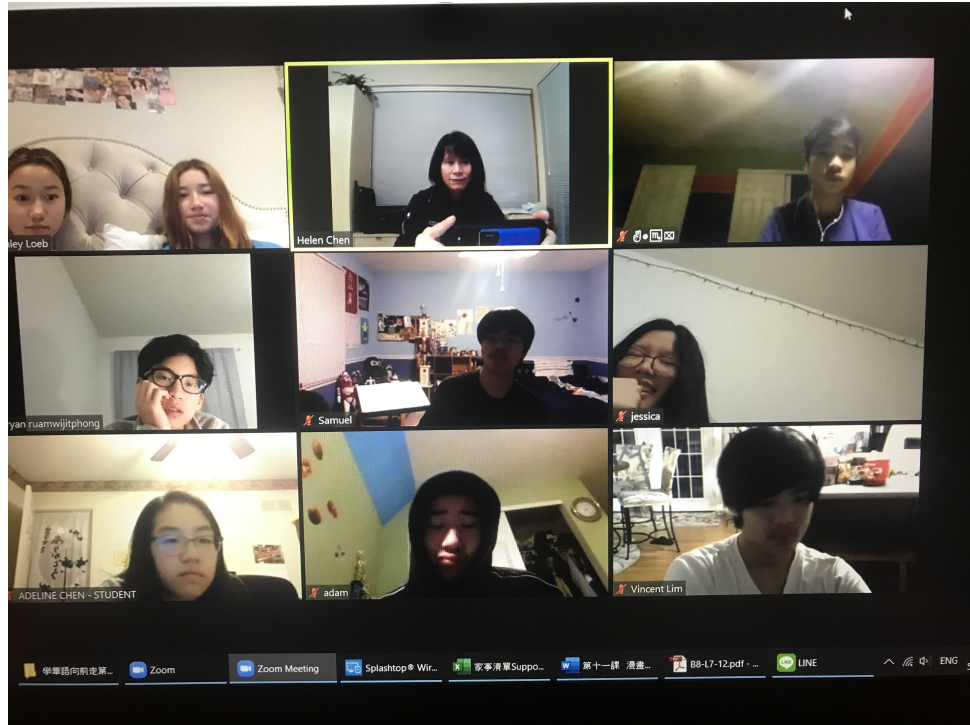 ley Loeb
Helen Chen
ryan ruamwijitphong
Samuel
jessica
ADELINE CHEN - STUDENT
adam
Vincent Lim
學華語向前走第...
Zoom
Zoom Meeting
Splashtop® Wir...
家事清單Suppo...
第十一課 漫畫...
B8-L7-12.pdf - ...
LINE
ENG